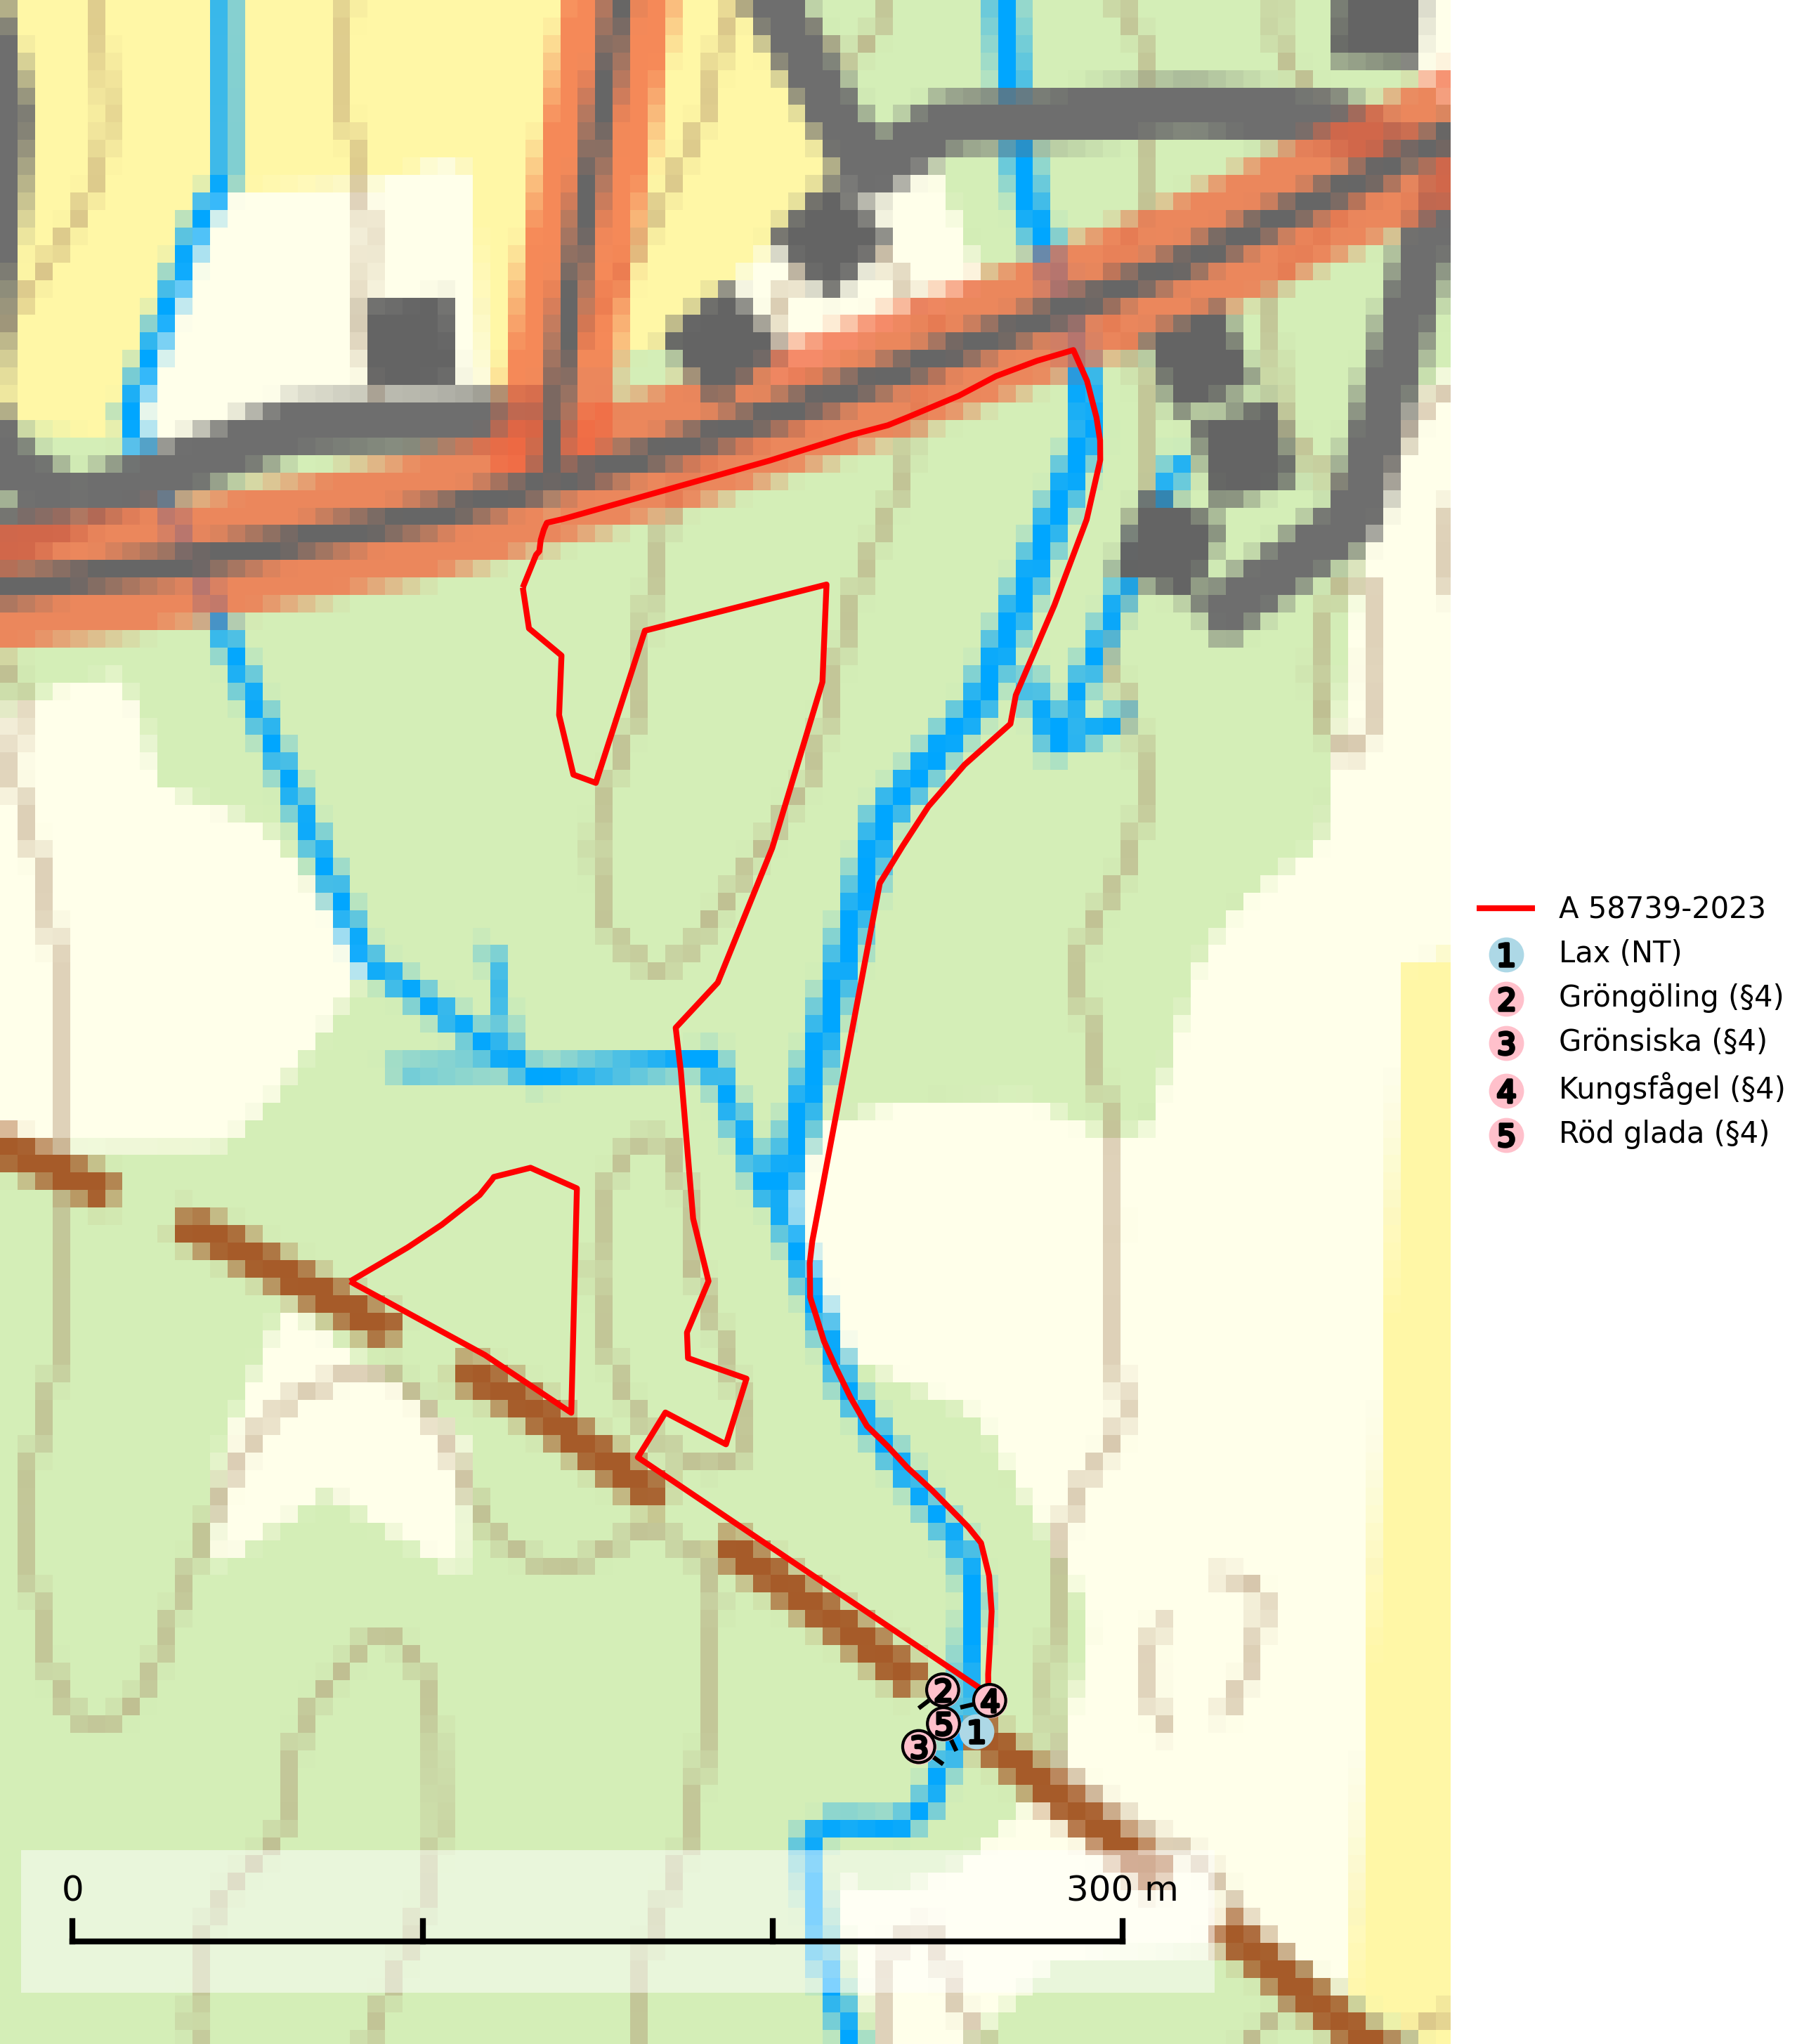 A 58739-2023
1 Lax (NT)
2 Gröngöling (§4)
3 Grönsiska (§4)
4 Kungsfågel (§4)
5 Röd glada (§4)
2
4
5
1
3
0 300 m